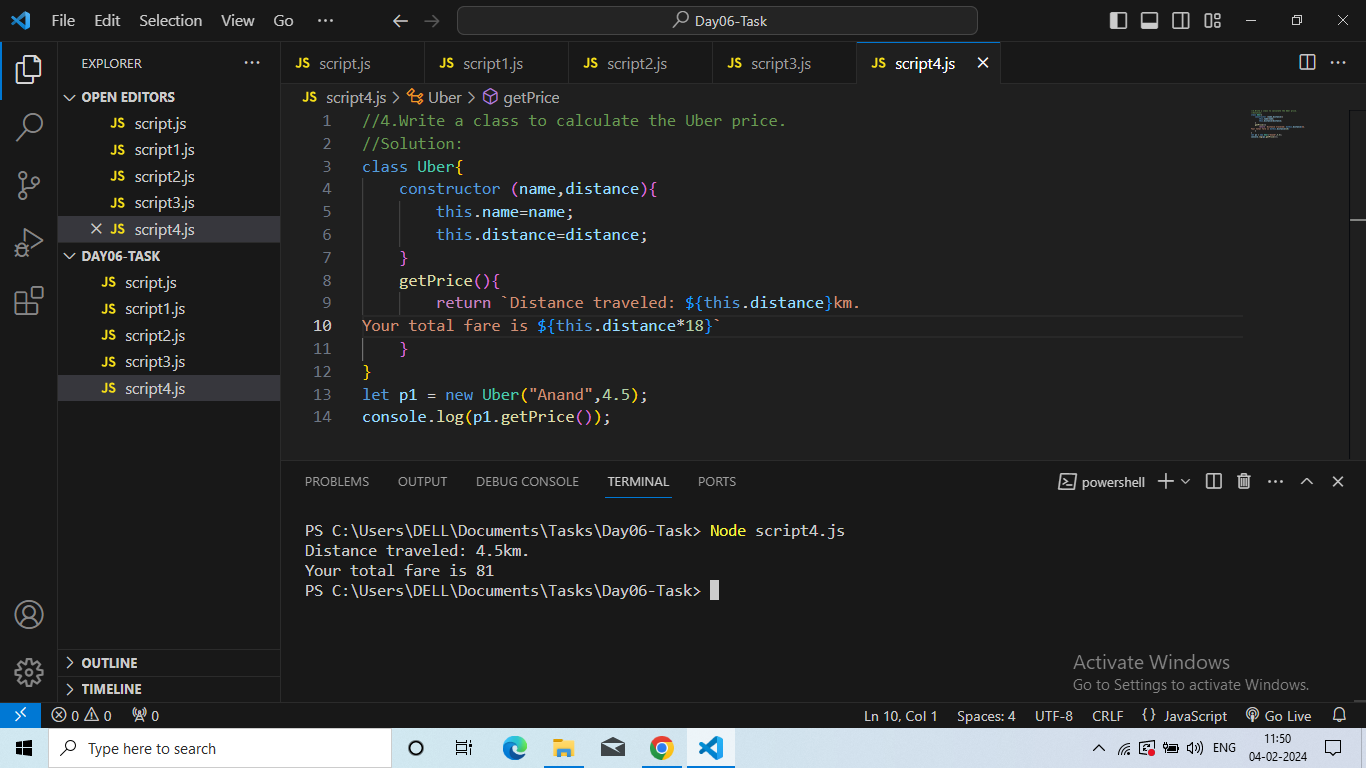 File Edit Selection View Go ··· Day06-Task
EXPLORER ···
OPEN EDITORS
JS script.js
JS script1.js
JS script2.js
JS script3.js
JS script4.js
DAY06-TASK
JS script.js
JS script1.js
JS script2.js
JS script3.js
JS script4.js
OUTLINE
TIMELINE
JS script.js JS script1.js JS script2.js JS script3.js JS script4.js
JS script4.js > Uber > getPrice
1 //4.Write a class to calculate the Uber price.
2 //Solution:
3 class Uber{
4 constructor (name,distance){
5 this.name=name;
6 this.distance=distance;
7 }
8 getPrice(){
9 return `Distance traveled: ${this.distance}km.
10 Your total fare is ${this.distance*18}`
11 }
12 }
13 let p1 = new Uber("Anand",4.5);
14 console.log(p1.getPrice());
PROBLEMS OUTPUT DEBUG CONSOLE TERMINAL PORTS powershell
PS C:\Users\DELL\Documents\Tasks\Day06-Task> Node script4.js
Distance traveled: 4.5km.
Your total fare is 81
PS C:\Users\DELL\Documents\Tasks\Day06-Task>
Activate Windows
Go to Settings to activate Windows.
0 0 0 Ln 10, Col 1 Spaces: 4 UTF-8 CRLF {} JavaScript Go Live
Type here to search
ENG
11:50
04-02-2024